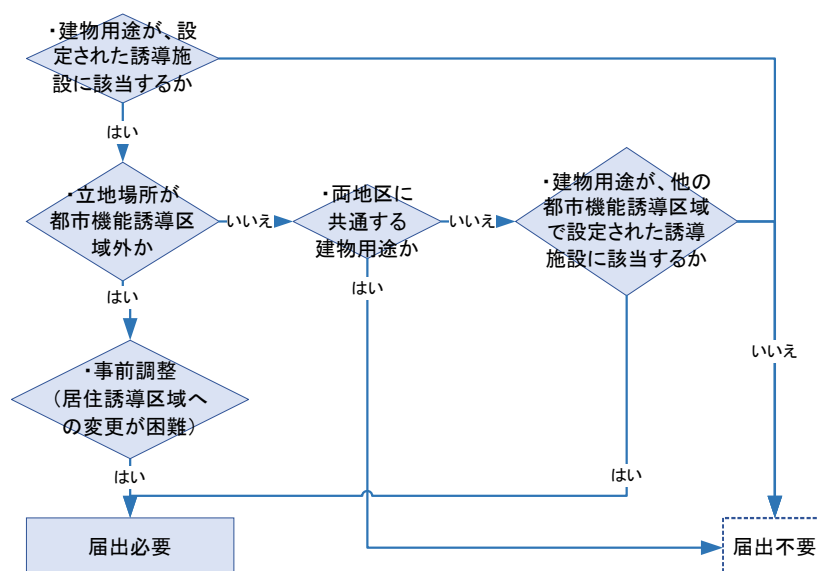 ・建物用途が、設
定された誘導施
設に該当するか
はい
・立地場所が
都市機能誘導区
域外か
いいえ
・両地区に
共通する
建物用途か
いいえ
・建物用途が、他の
都市機能誘導区域
で設定された誘導
施設に該当するか
はい
はい
いいえ
・事前調整
（居住誘導区域へ
の変更が困難）
はい
はい
届出必要
届出不要